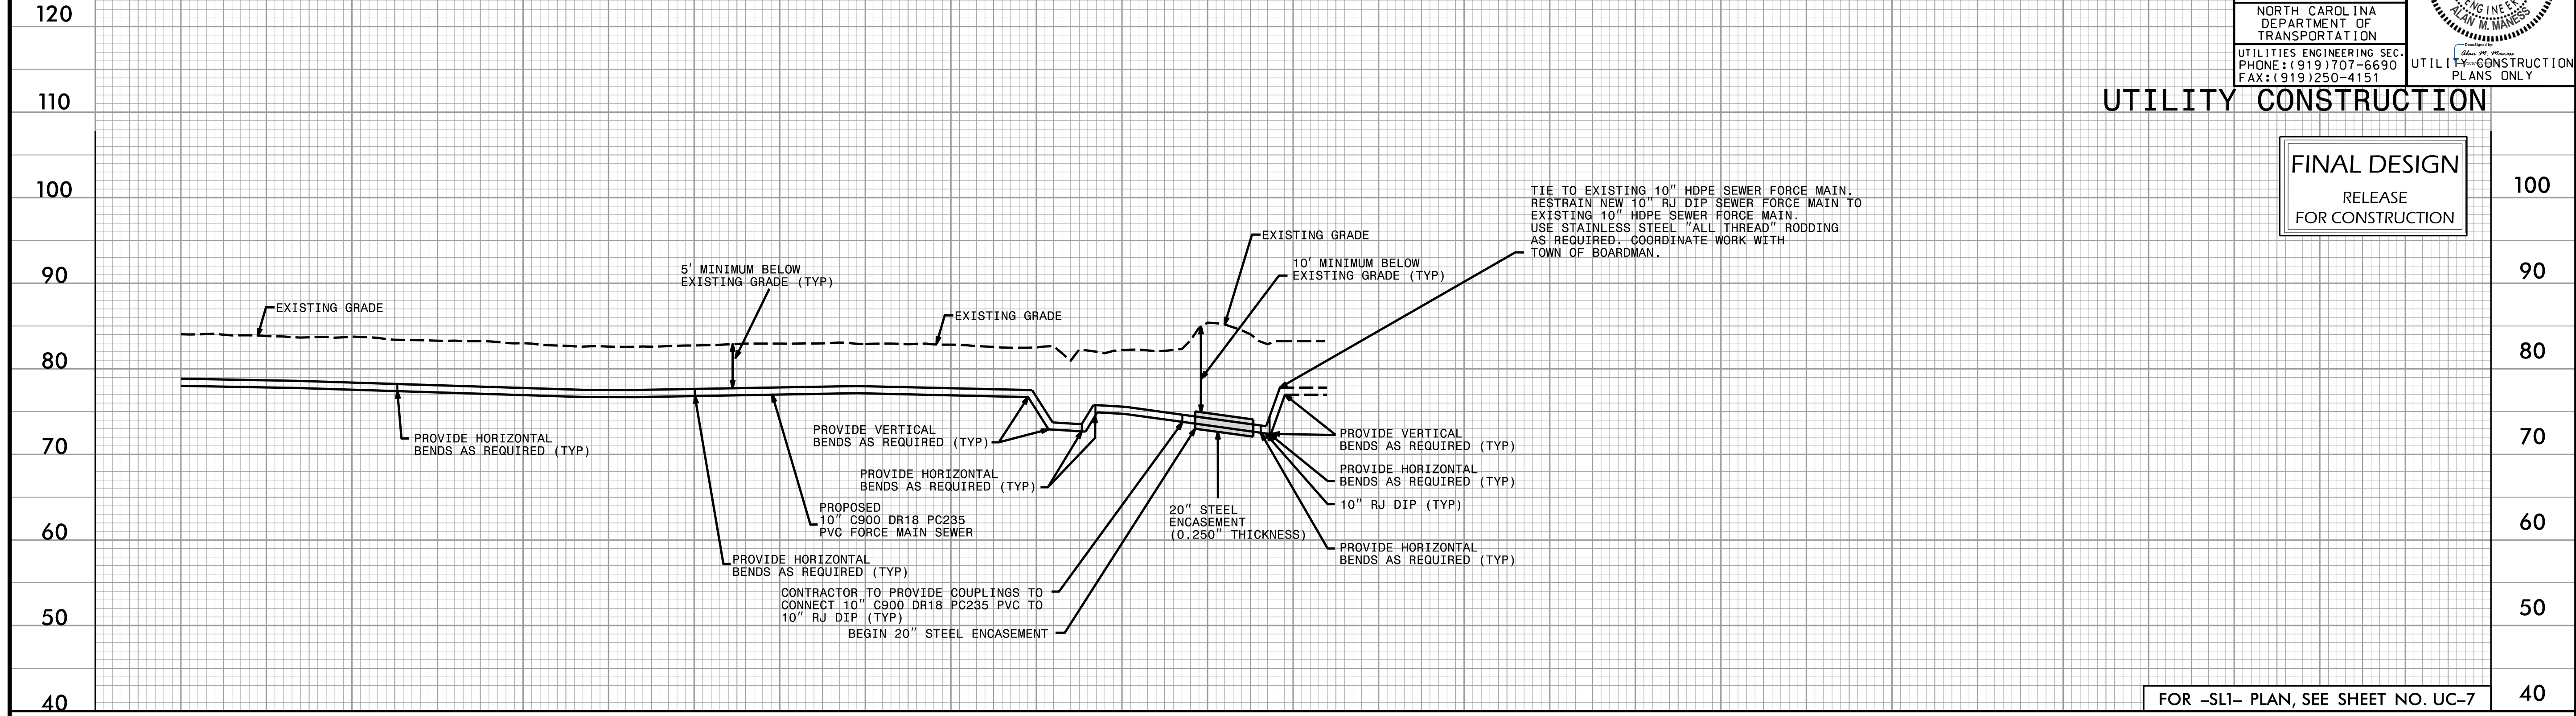 120
110
100
90
80
70
60
50
40
NORTH CAROLINA
DEPARTMENT OF
TRANSPORTATION
UTILITIES ENGINEERING SEC.
PHONE:(919)707-6690
FAX:(919)250-4151
ENGINEER
ALAN M. MANESS
DocuSigned by:
Alan M. Maness
UTILITY CONSTRUCTION
PLANS ONLY
UTILITY CONSTRUCTION
FINAL DESIGN
RELEASE
FOR CONSTRUCTION
TIE TO EXISTING 10" HDPE SEWER FORCE MAIN.
RESTRAIN NEW 10" RJ DIP SEWER FORCE MAIN TO
EXISTING 10" HDPE SEWER FORCE MAIN.
USE STAINLESS STEEL "ALL THREAD" RODDING
AS REQUIRED. COORDINATE WORK WITH
TOWN OF BOARDMAN.
EXISTING GRADE
10' MINIMUM BELOW
EXISTING GRADE (TYP)
5' MINIMUM BELOW
EXISTING GRADE (TYP)
EXISTING GRADE
EXISTING GRADE
PROVIDE HORIZONTAL
BENDS AS REQUIRED (TYP)
PROVIDE VERTICAL
BENDS AS REQUIRED (TYP)
PROVIDE HORIZONTAL
BENDS AS REQUIRED (TYP)
PROPOSED
10" C900 DR18 PC235
PVC FORCE MAIN SEWER
PROVIDE HORIZONTAL
BENDS AS REQUIRED (TYP)
CONTRACTOR TO PROVIDE COUPLINGS TO
CONNECT 10" C900 DR18 PC235 PVC TO
10" RJ DIP (TYP)
BEGIN 20" STEEL ENCASEMENT
20" STEEL
ENCASEMENT
(0.250" THICKNESS)
PROVIDE VERTICAL
BENDS AS REQUIRED (TYP)
PROVIDE HORIZONTAL
BENDS AS REQUIRED (TYP)
10" RJ DIP (TYP)
PROVIDE HORIZONTAL
BENDS AS REQUIRED (TYP)
100
90
80
70
60
50
40
FOR -SL1- PLAN, SEE SHEET NO. UC-7